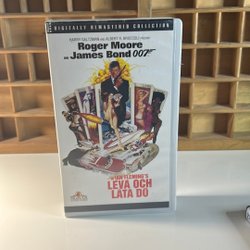 DIGITALLY REMASTERED COLLECTION
HARRY SALTZMAN and ALBERT R. BROCCOLI present
Roger Moore
as James Bond 007
IAN FLEMING'S
LEVA OCH
LÅTA DÖ